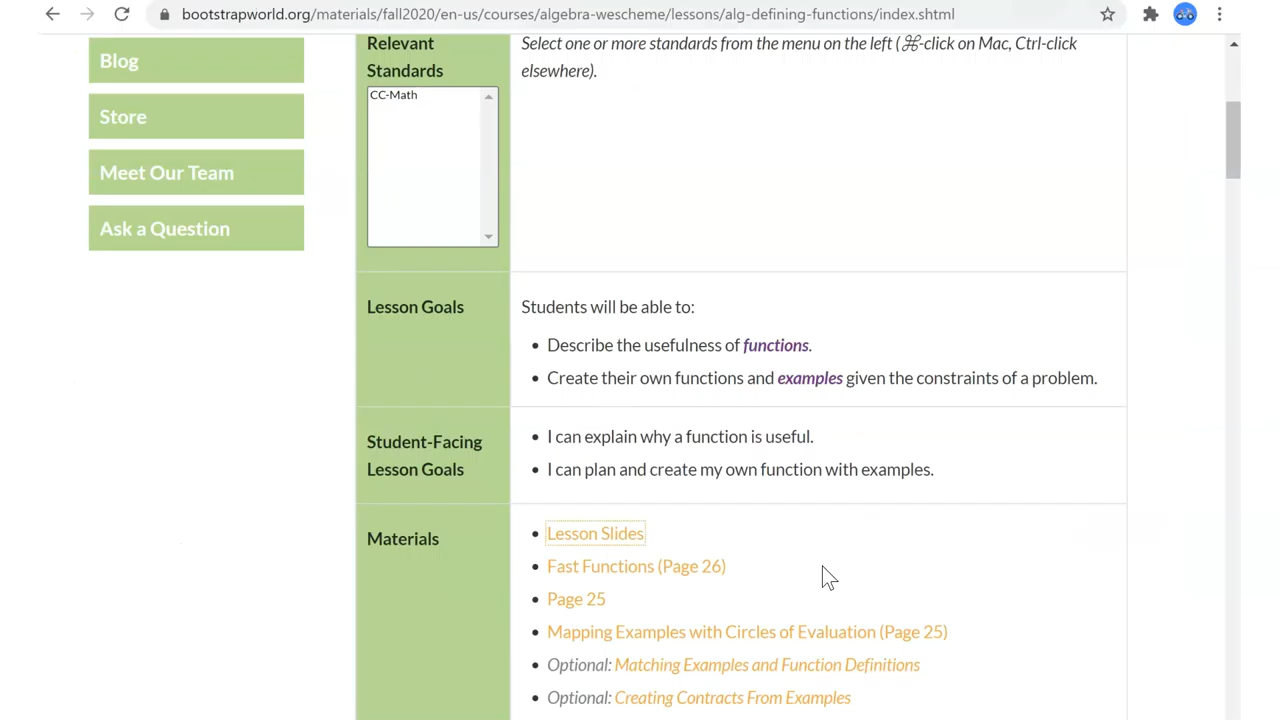 bootstrapworld.org/materials/fall2020/en-us/courses/algebra-wescheme/lessons/alg-defining-functions/index.shtml
Blog
Store
Meet Our Team
Ask a Question
Relevant
Standards
CC-Math
Select one or more standards from the menu on the left (⌘-click on Mac, Ctrl-click
elsewhere).
Lesson Goals
Students will be able to:
• Describe the usefulness of functions.
• Create their own functions and examples given the constraints of a problem.
Student-Facing
Lesson Goals
• I can explain why a function is useful.
• I can plan and create my own function with examples.
Materials
• Lesson Slides
• Fast Functions (Page 26)
• Page 25
• Mapping Examples with Circles of Evaluation (Page 25)
• Optional: Matching Examples and Function Definitions
• Optional: Creating Contracts From Examples